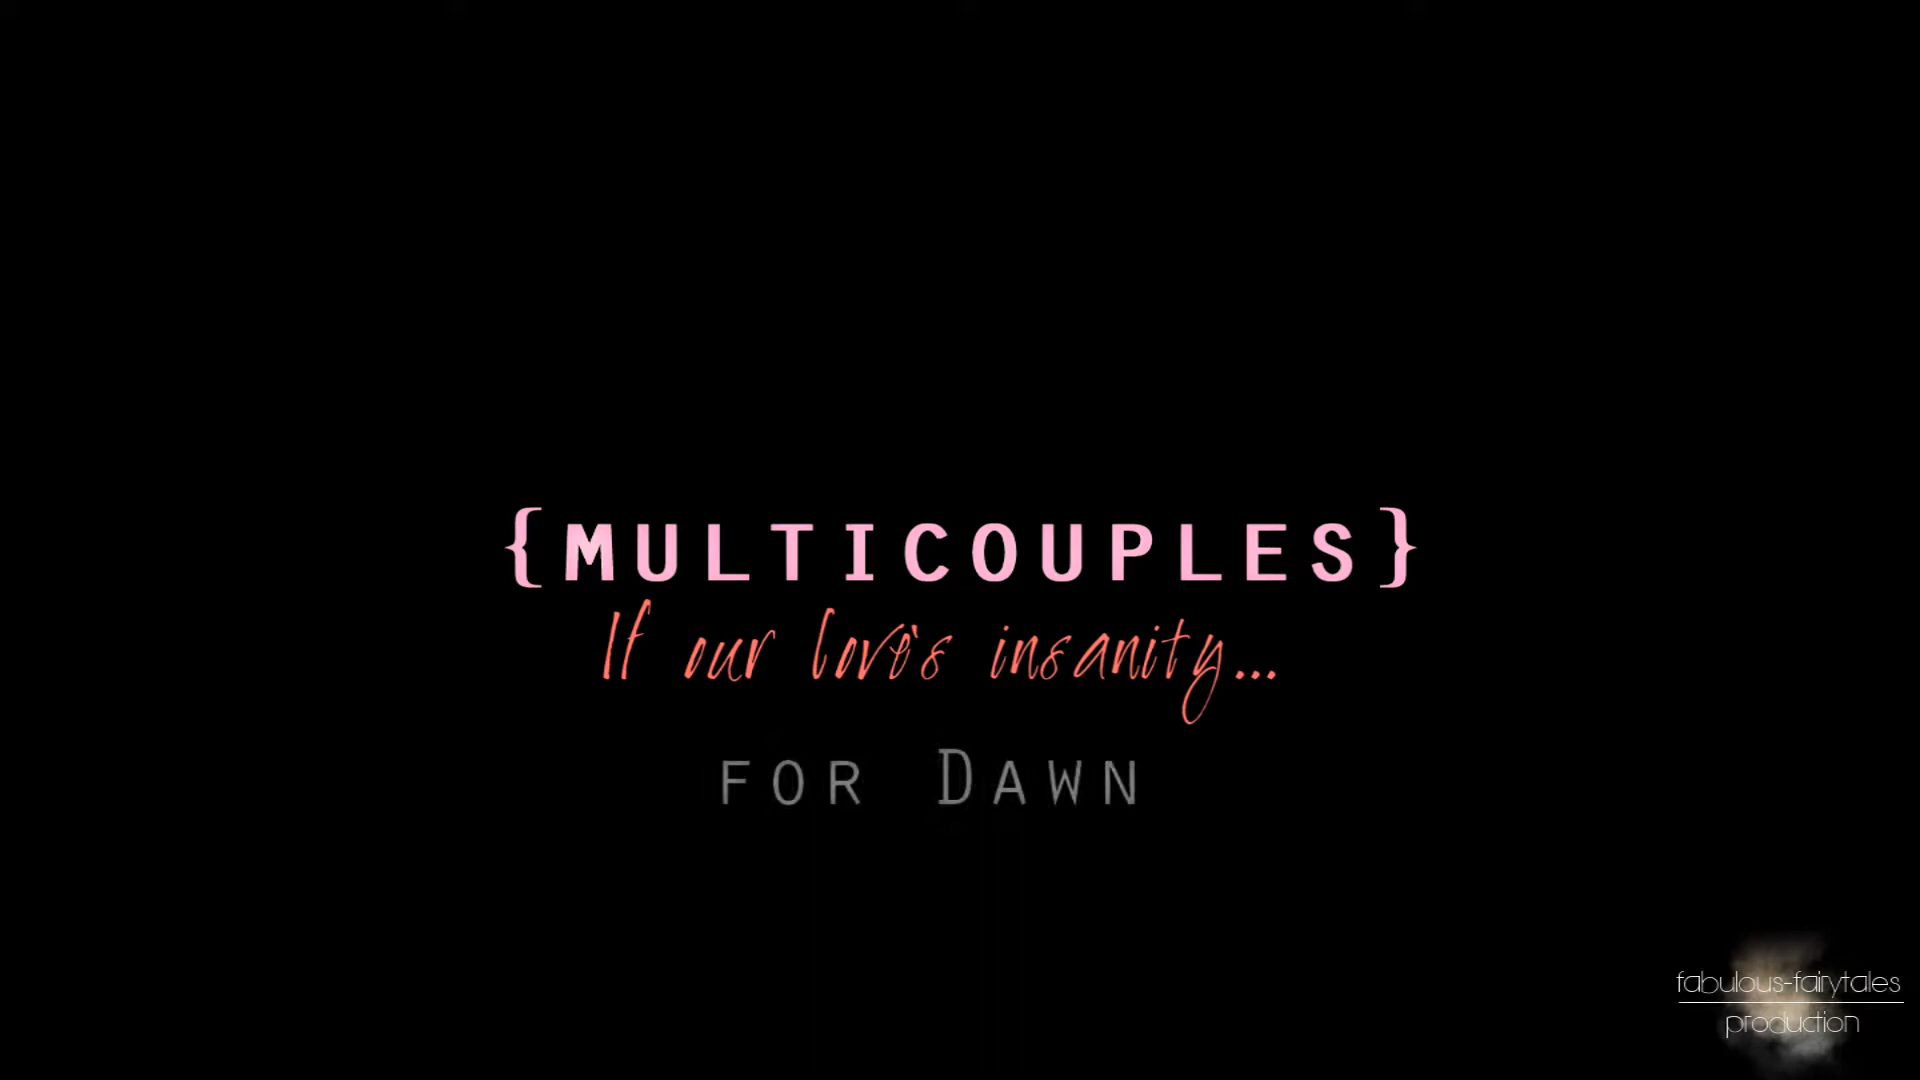 {MULTICOUPLES}
If our love's insanity...
FOR DAWN
fabulous-fairytales
production